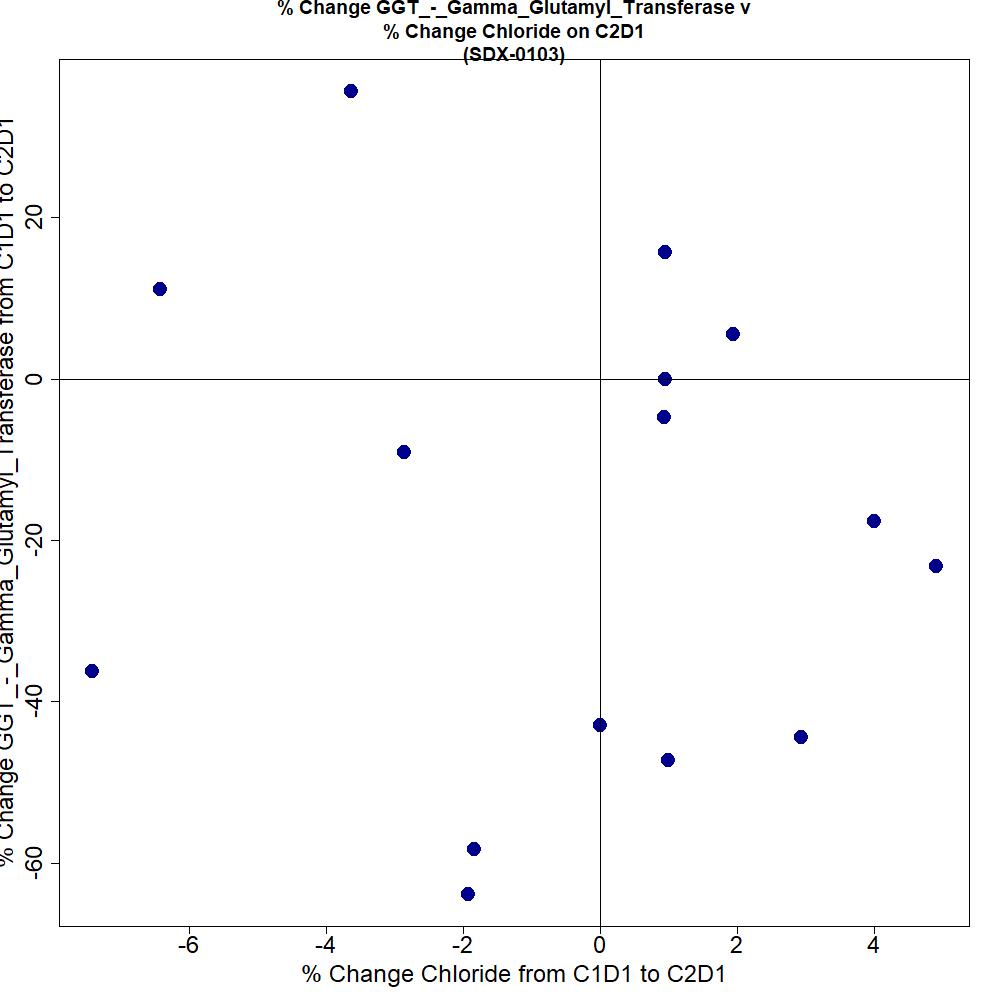 % Change GGT_-_Gamma_Glutamyl_Transferase v
% Change Chloride on C2D1
(SDX-0103)
% Change GGT_-_Gamma_Glutamyl_Transferase from C1D1 to C2D1
20
0
-20
-40
-60
-6
-4
-2
0
2
4
% Change Chloride from C1D1 to C2D1